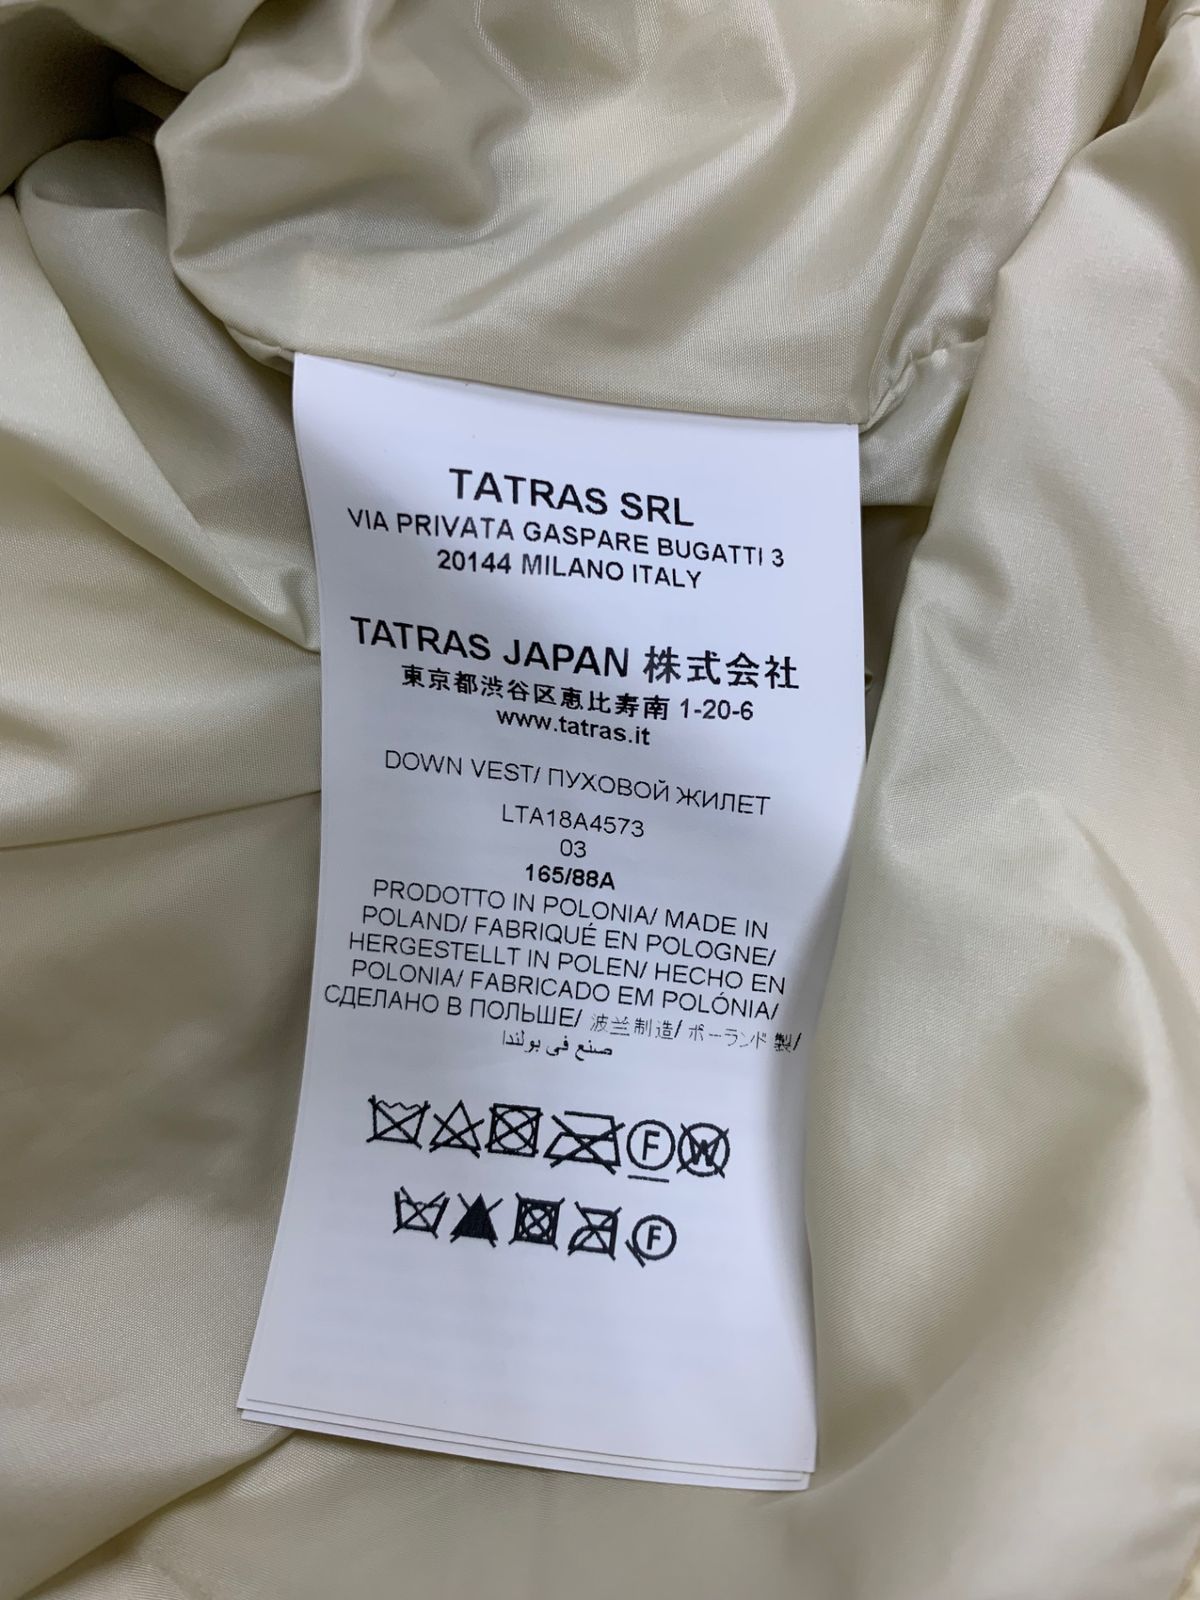 TATRAS SRL
VIA PRIVATA GASPARE BUGATTI 3
20144 MILANO ITALY
TATRAS JAPAN 株式会社
東京都渋谷区恵比寿南 1-20-6
www.tatras.it
DOWN VEST/ ПУХОВОЙ ЖИЛЕТ
LTA18A4573
03
165/88A
PRODOTTO IN POLONIA/ MADE IN
POLAND/ FABRIQUÉ EN POLOGNE/
HERGESTELLT IN POLEN/ HECHO EN
POLONIA/ FABRICADO EM POLÓNIA/
СДЕЛАНО В ПОЛЬШЕ/ 波兰制造/ ポーランド製/
صنع في بولندا
F W
F